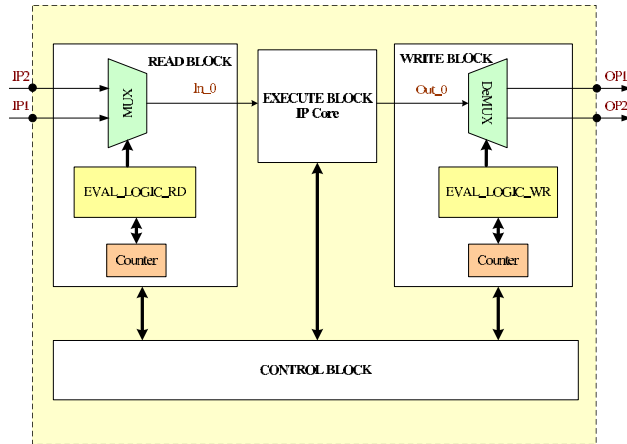 READ BLOCK
WRITE BLOCK
IP2
IP1
MUX
In_0
EXECUTE BLOCK
IP Core
Out_0
DeMUX
OP1
OP2
EVAL_LOGIC_RD
EVAL_LOGIC_WR
Counter
Counter
CONTROL BLOCK